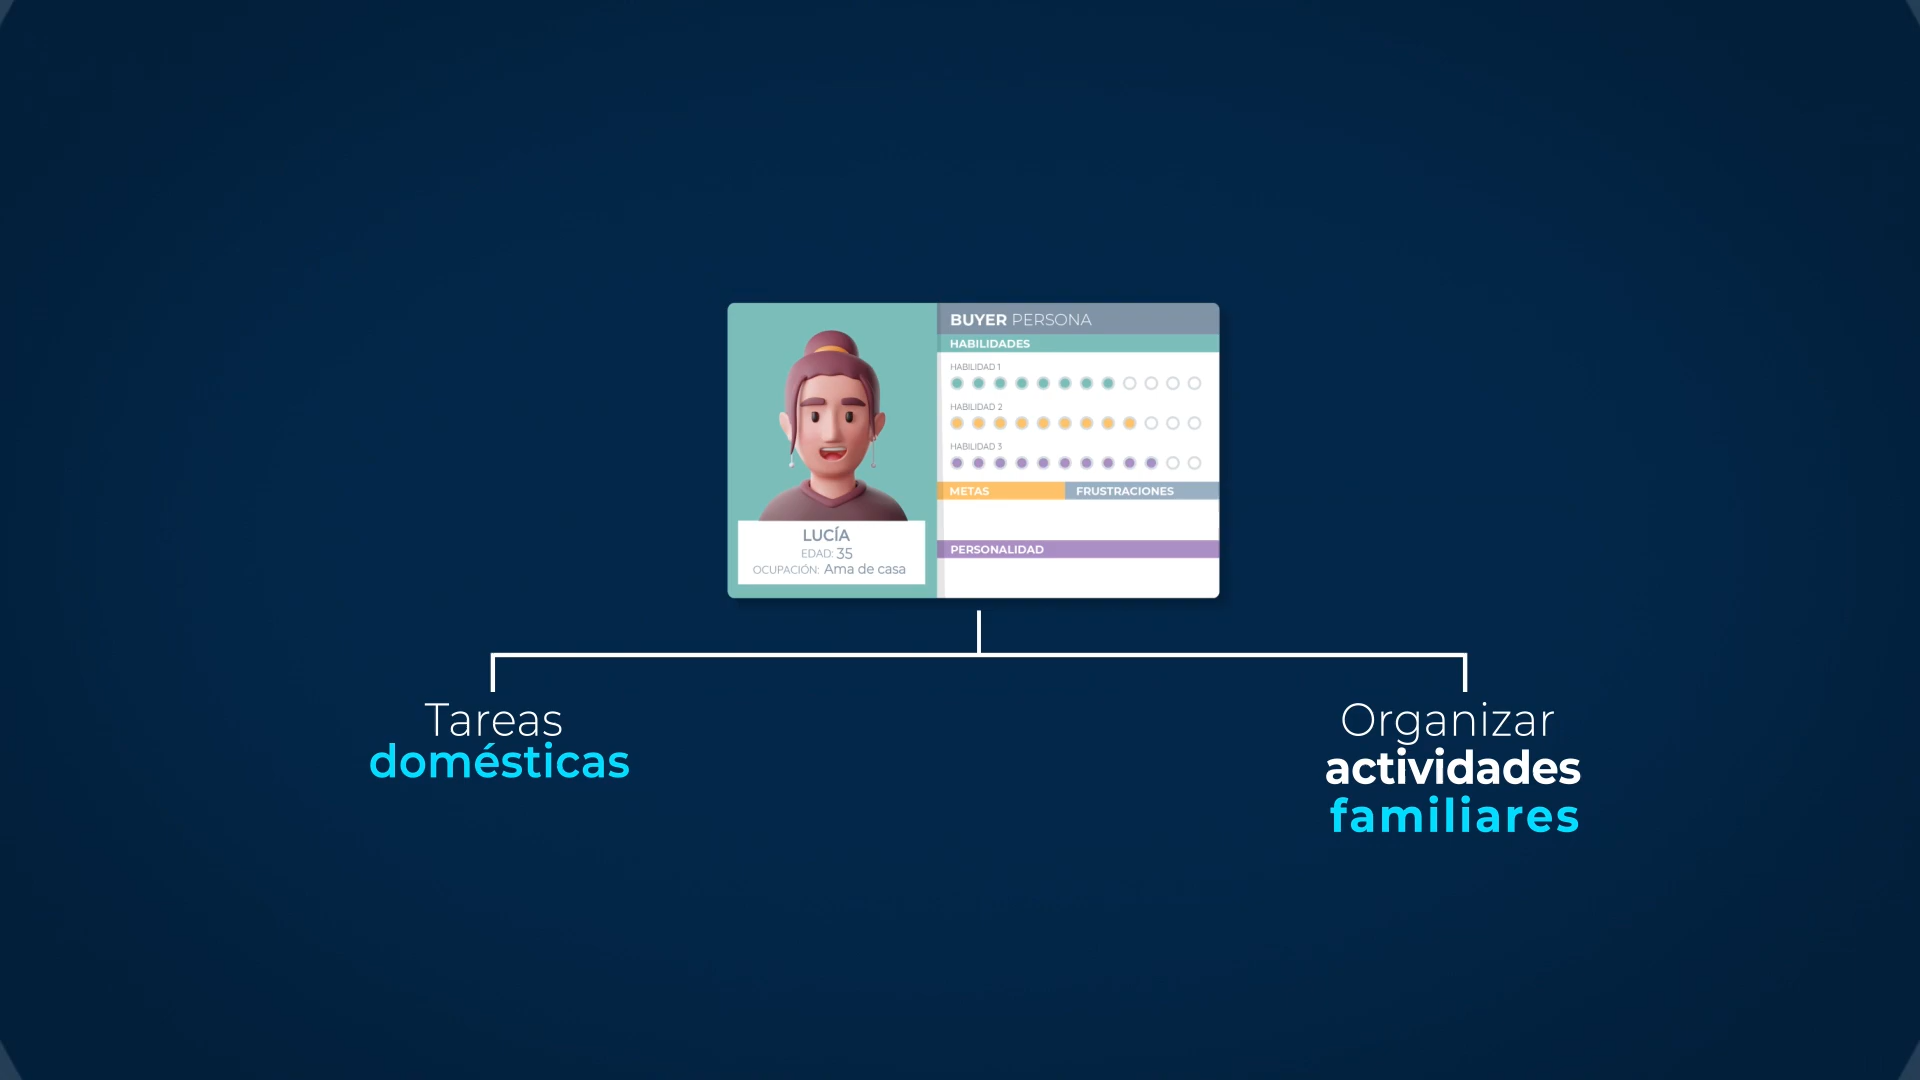 BUYER PERSONA
HABILIDADES
HABILIDAD 1
HABILIDAD 2
HABILIDAD 3
METAS
FRUSTRACIONES
PERSONALIDAD
LUCÍA
EDAD: 35
OCUPACIÓN: Ama de casa
Tareas
domésticas
Organizar
actividades
familiares